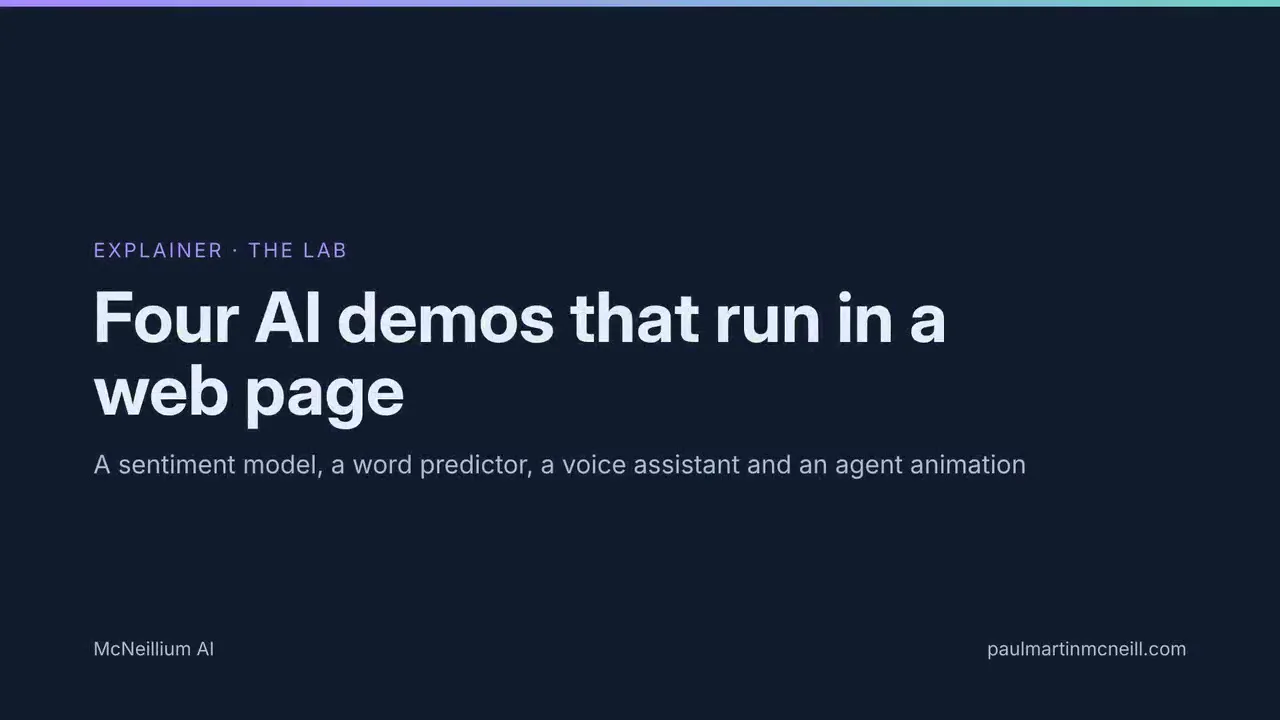 EXPLAINER · THE LAB
Four AI demos that run in a
web page
A sentiment model, a word predictor, a voice assistant and an agent animation
McNeillium AI
paulmartinmcneill.com